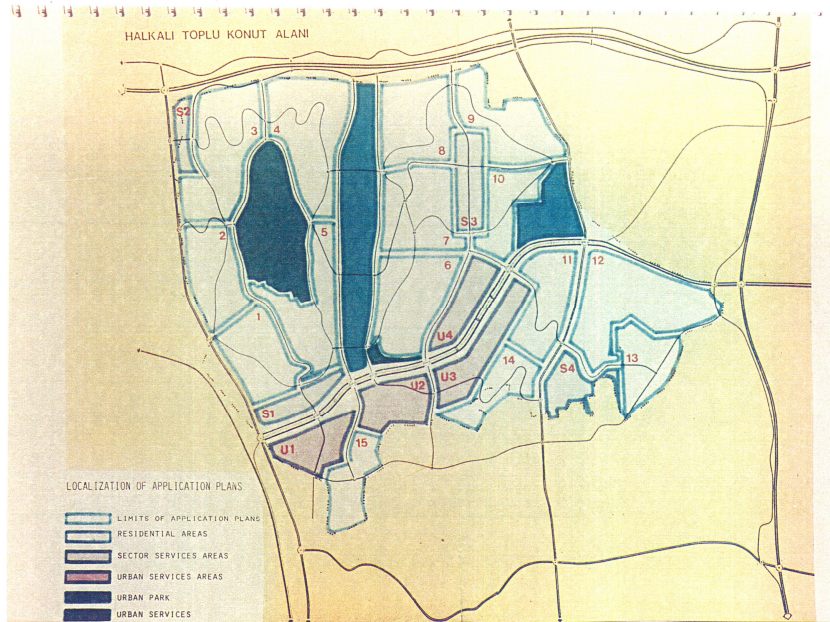 HALKALI TOPLU KONUT ALANI
S2
3
4
9
8
10
S3
2
5
7
6
11
12
1
U4
14
13
S4
U3
U2
S1
15
U1
LOCALIZATION OF APPLICATION PLANS
LIMITS OF APPLICATION PLANS
RESIDENTIAL AREAS
SECTOR SERVICES AREAS
URBAN SERVICES AREAS
URBAN PARK
URBAN SERVICES